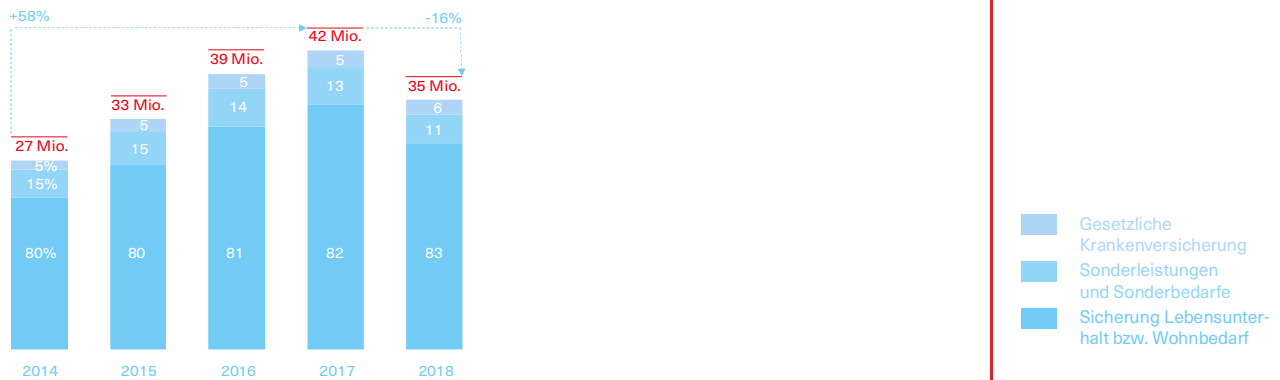 +58%
-16%
42 Mio.
39 Mio.
5
5
13
35 Mio.
33 Mio.
14
6
5
11
27 Mio.
15
5%
15%
80%
80
81
82
83
2014
2015
2016
2017
2018
Gesetzliche
Krankenversicherung
Sonderleistungen
und Sonderbedarfe
Sicherung Lebensunter-
halt bzw. Wohnbedarf